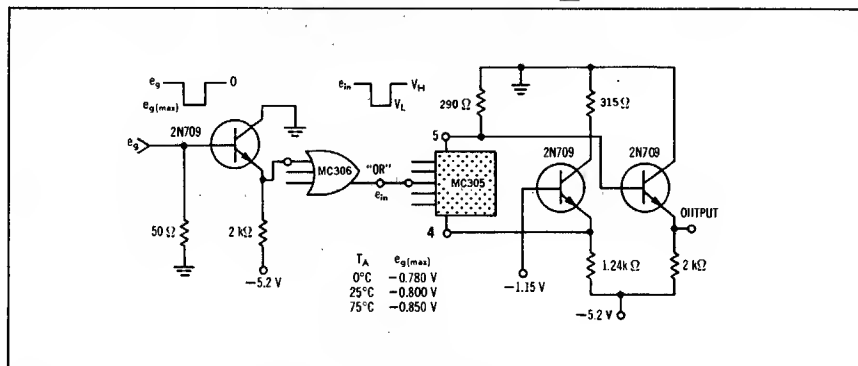 e_g 0
e_g(max)
e_in V_H
V_L
2N709
290 Ω
315 Ω
5
2N709
2N709
e_g
MC306
"OR"
e_in
MC305
OUTPUT
50 Ω
2 kΩ
4
−5.2 V
T_A e_g(max)
0°C −0.780 V
25°C −0.800 V
75°C −0.850 V
−1.15 V
1.24k Ω
2 kΩ
−5.2 V